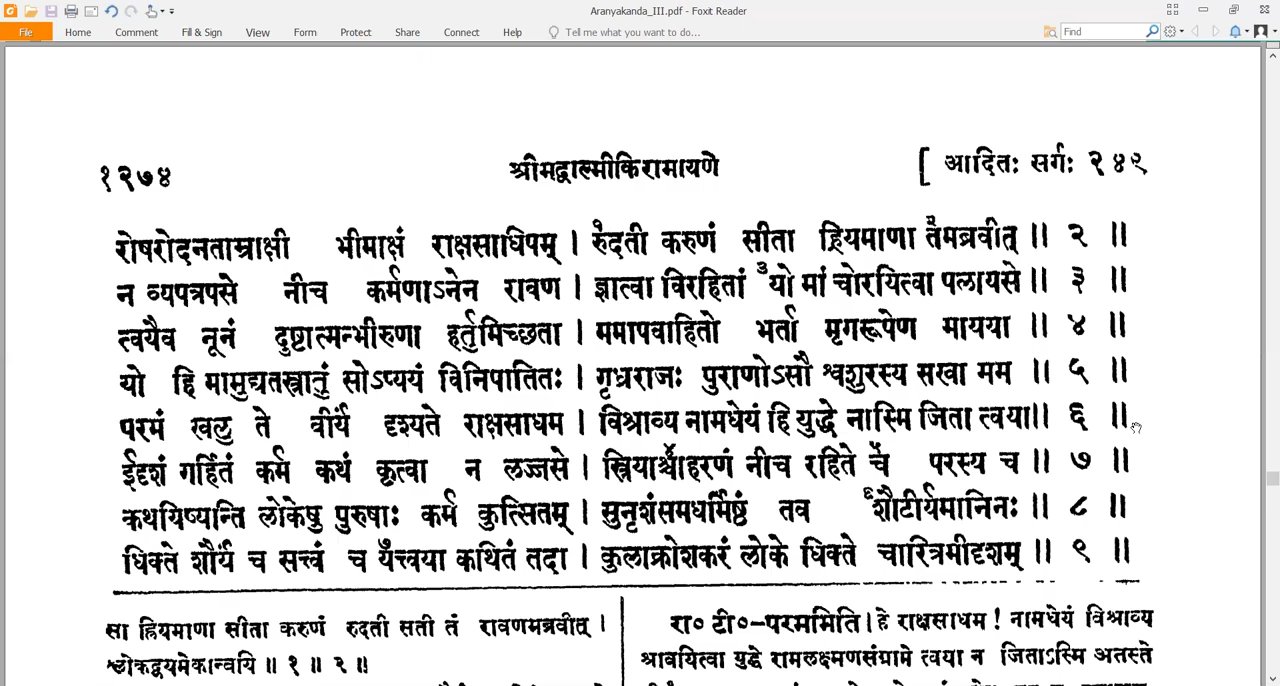 Aranyakanda_III.pdf - Foxit Reader
File Home Comment Fill & Sign View Form Protect Share Connect Help Tell me what you want to do... Find
१२७४ श्रीमद्वाल्मीकिरामायणे [ आदितः सर्गः २४९
रोषरोदनताम्राक्षी भीमाक्षं राक्षसाधिपम् । रुदती करुणं सीता ह्रियमाणा तमब्रवीत् ॥ २ ॥
न व्यपत्रपसे नीच कर्मणाऽनेन रावण । ज्ञात्वा विरहितां यो मां चोरयित्वा पलायसे ॥ ३ ॥
त्वयैव नूनं दुष्टात्मन्भीरुणा हर्तुमिच्छता । ममापवाहितो भर्ता मृगरूपेण मायया ॥ ४ ॥
यो हि मामुद्यतस्त्रातुं सोऽप्ययं विनिपातितः । गृध्रराजः पुराणोऽसौ श्वशुरस्य सखा मम ॥ ५ ॥
परमं खलु ते वीर्यं दृश्यते राक्षसाधम । विश्राव्य नामधेयं हि युद्धे नास्मि जिता त्वया॥ ६ ॥
ईदृशं गर्हितं कर्म कथं कृत्वा न लज्जसे । स्त्रियाश्चाहरणं नीच रहिते च परस्य च ॥ ७ ॥
कथयिष्यन्ति लोकेषु पुरुषाः कर्म कुत्सितम् । सुनृशंसमधर्मिष्ठं तव शौटीर्यमानिनः ॥ ८ ॥
धिक्ते शौर्यं च सत्त्वं च यत्त्वया कथितं तदा । कुलाक्रोशकरं लोके धिक्ते चारित्रमीदृशम् ॥ ९ ॥
सा ह्रियमाणा सीता करुणं रुदती सती तं रावणमब्रवीत् ।
श्लोकद्वयमेकान्वयि ॥ १ ॥ २ ॥
रा० टी०-परममिति । हे राक्षसाधम ! नामधेयं विश्राव्य
श्रावयित्वा युद्धे रामलक्ष्मणसंग्रामे त्वया न जिताऽस्मि अतस्ते